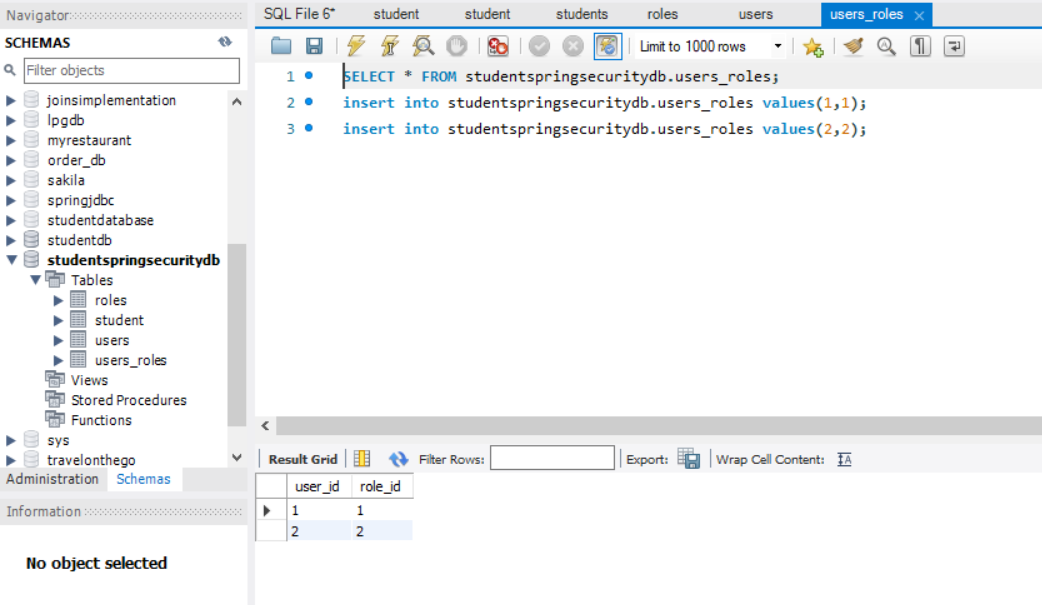 Navigator
SCHEMAS
Filter objects
joinsimplementation
lpgdb
myrestaurant
order_db
sakila
springjdbc
studentdatabase
studentdb
studentspringsecuritydb
Tables
roles
student
users
users_roles
Views
Stored Procedures
Functions
sys
travelonthego
Administration Schemas
Information
No object selected
SQL File 6* student student students roles users users_roles
Limit to 1000 rows
1 SELECT * FROM studentspringsecuritydb.users_roles;
2 insert into studentspringsecuritydb.users_roles values(1,1);
3 insert into studentspringsecuritydb.users_roles values(2,2);
Result Grid Filter Rows: Export: Wrap Cell Content: IA
user_id role_id
1 1
2 2